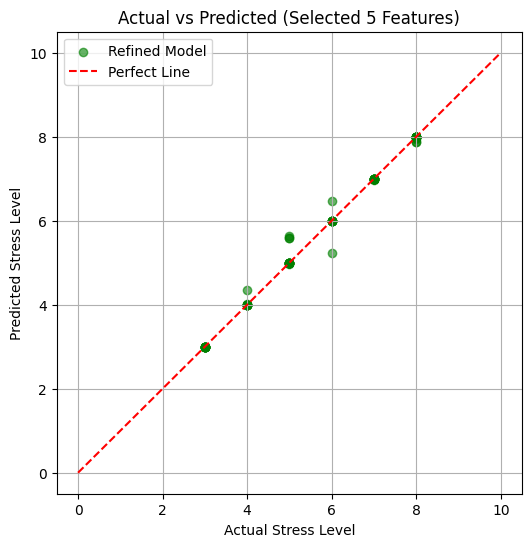 Actual vs Predicted (Selected 5 Features)
Refined Model
Perfect Line
Predicted Stress Level
10
8
6
4
2
0
0 2 4 6 8 10
Actual Stress Level